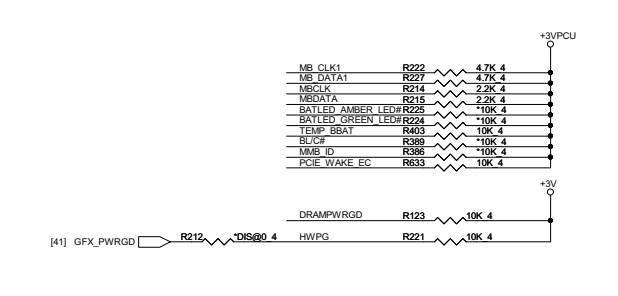 +3VPCU
MB_CLK1 R222 4.7K_4
MB_DATA1 R227 4.7K_4
MBCLK R214 2.2K_4
MBDATA R215 2.2K_4
BATLED_AMBER_LED# R225 *10K_4
BATLED_GREEN_LED# R224 *10K_4
TEMP_BBAT R403 10K_4
BL/C# R389 *10K_4
MMB_ID R386 *10K_4
PCIE_WAKE_EC R633 10K_4
+3V
DRAMPWRGD R123 10K_4
[41] GFX_PWRGD R212 *DIS@0_4 HWPG R221 10K_4